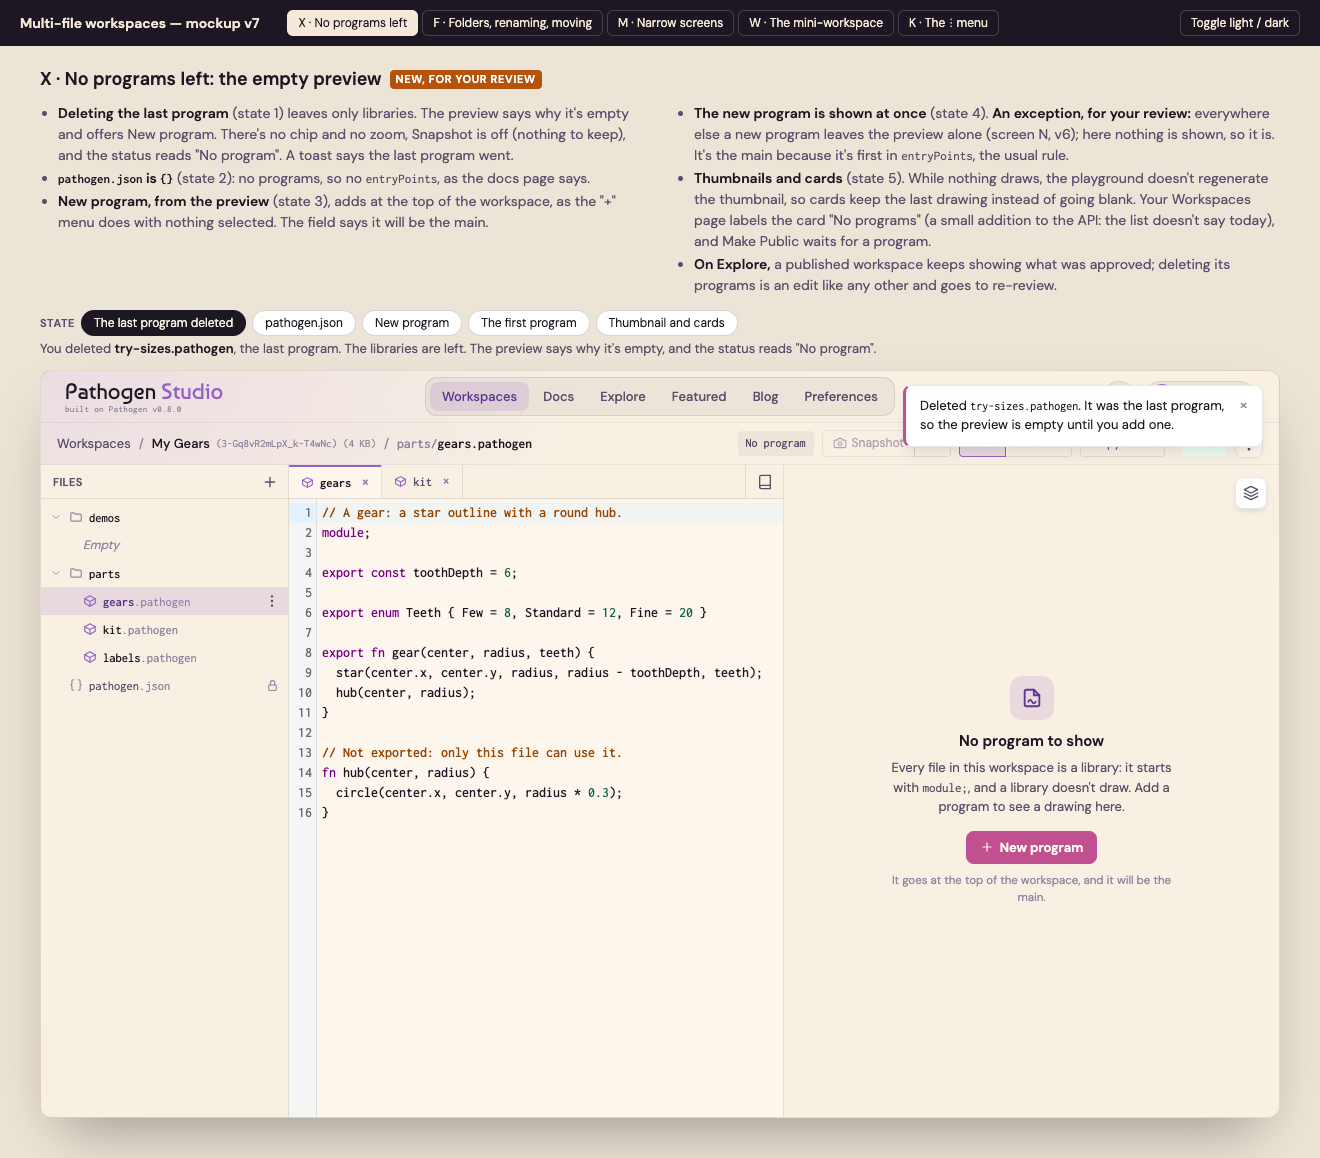 Multi-file workspaces — mockup v7
X · No programs left
F · Folders, renaming, moving
M · Narrow screens
W · The mini-workspace
K · The ⋮ menu
Toggle light / dark
X · No programs left: the empty preview
NEW, FOR YOUR REVIEW
• Deleting the last program (state 1) leaves only libraries. The preview says why it's empty
and offers New program. There's no chip and no zoom, Snapshot is off (nothing to keep),
and the status reads "No program". A toast says the last program went.
• pathogen.json is {} (state 2): no programs, so no entryPoints, as the docs page says.
• New program, from the preview (state 3), adds at the top of the workspace, as the "+"
menu does with nothing selected. The field says it will be the main.
• The new program is shown at once (state 4). An exception, for your review: everywhere
else a new program leaves the preview alone (screen N, v6); here nothing is shown, so it is.
It's the main because it's first in entryPoints, the usual rule.
• Thumbnails and cards (state 5). While nothing draws, the playground doesn't regenerate
the thumbnail, so cards keep the last drawing instead of going blank. Your Workspaces
page labels the card "No programs" (a small addition to the API: the list doesn't say today),
and Make Public waits for a program.
• On Explore, a published workspace keeps showing what was approved; deleting its
programs is an edit like any other and goes to re-review.
STATE
The last program deleted
pathogen.json
New program
The first program
Thumbnail and cards
You deleted try-sizes.pathogen, the last program. The libraries are left. The preview says why it's empty, and the status reads "No program".
Pathogen Studio
built on Pathogen v0.8.0
Workspaces
Docs
Explore
Featured
Blog
Preferences
Deleted try-sizes.pathogen. It was the last program,
so the preview is empty until you add one.
×
Workspaces / My Gears (3-Gq8vR2mLpX_k-T4wNc) (4 KB) / parts/gears.pathogen
No program
Snapshot
FILES
+
demos
Empty
parts
gears.pathogen
kit.pathogen
labels.pathogen
{} pathogen.json
gears ×
kit ×
1 // A gear: a star outline with a round hub.
2 module;
3
4 export const toothDepth = 6;
5
6 export enum Teeth { Few = 8, Standard = 12, Fine = 20 }
7
8 export fn gear(center, radius, teeth) {
9 star(center.x, center.y, radius, radius - toothDepth, teeth);
10 hub(center, radius);
11 }
12
13 // Not exported: only this file can use it.
14 fn hub(center, radius) {
15 circle(center.x, center.y, radius * 0.3);
16 }
No program to show
Every file in this workspace is a library: it starts
with module;, and a library doesn't draw. Add a
program to see a drawing here.
+ New program
It goes at the top of the workspace, and it will be the
main.